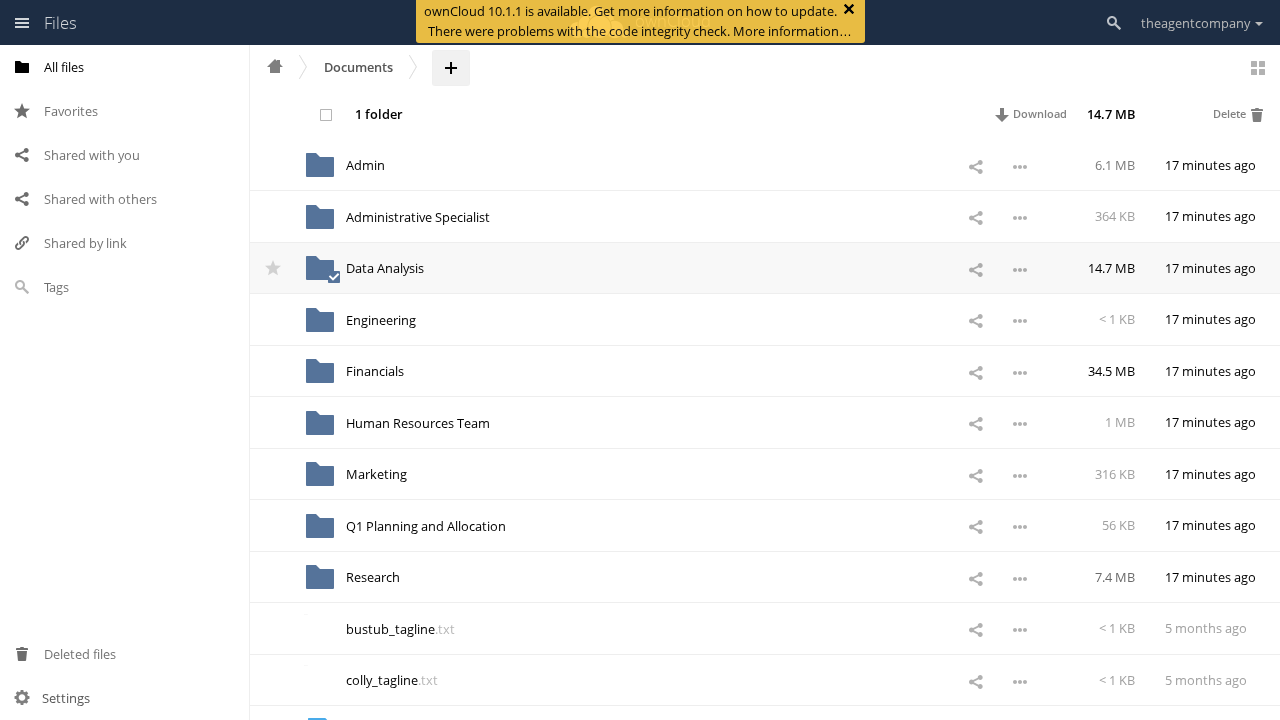 Files
ownCloud 10.1.1 is available. Get more information on how to update.
There were problems with the code integrity check. More information…
theagentcompany
All files
Favorites
Shared with you
Shared with others
Shared by link
Tags
Deleted files
Settings
Documents
1 folder
Download
14.7 MB
Delete
Admin 6.1 MB 17 minutes ago
Administrative Specialist 364 KB 17 minutes ago
Data Analysis 14.7 MB 17 minutes ago
Engineering < 1 KB 17 minutes ago
Financials 34.5 MB 17 minutes ago
Human Resources Team 1 MB 17 minutes ago
Marketing 316 KB 17 minutes ago
Q1 Planning and Allocation 56 KB 17 minutes ago
Research 7.4 MB 17 minutes ago
bustub_tagline.txt < 1 KB 5 months ago
colly_tagline.txt < 1 KB 5 months ago